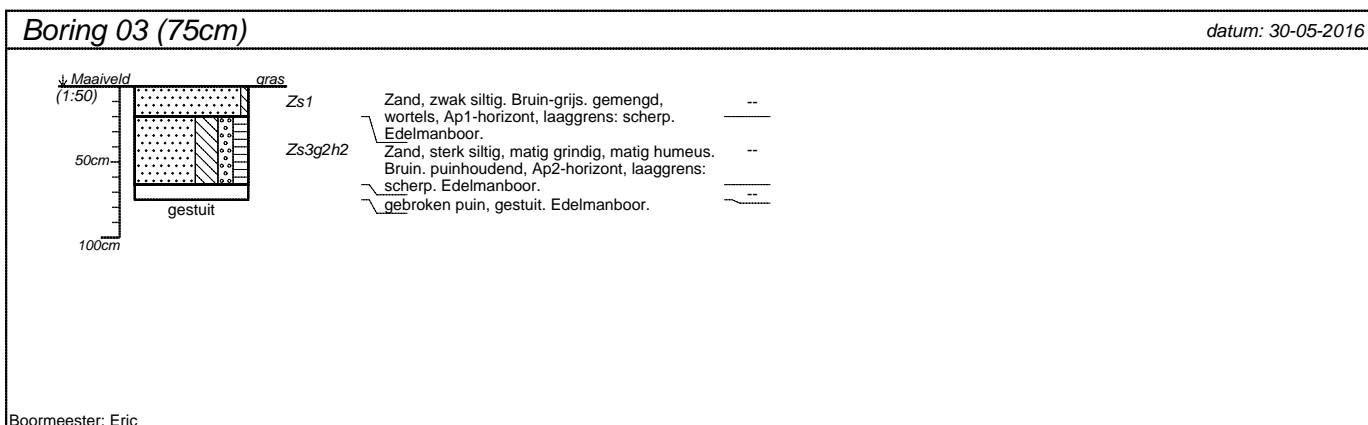 Boring 03 (75cm)
datum: 30-05-2016
Maaiveld
gras
(1:50)
Zs1
Zand, zwak siltig. Bruin-grijs. gemengd,
wortels, Ap1-horizont, laaggrens: scherp.
Edelmanboor.
--
50cm
Zs3g2h2
Zand, sterk siltig, matig grindig, matig humeus.
Bruin. puinhoudend, Ap2-horizont, laaggrens:
scherp. Edelmanboor.
--
gebroken puin, gestuit. Edelmanboor.
--
gestuit
100cm
Boormeester: Eric